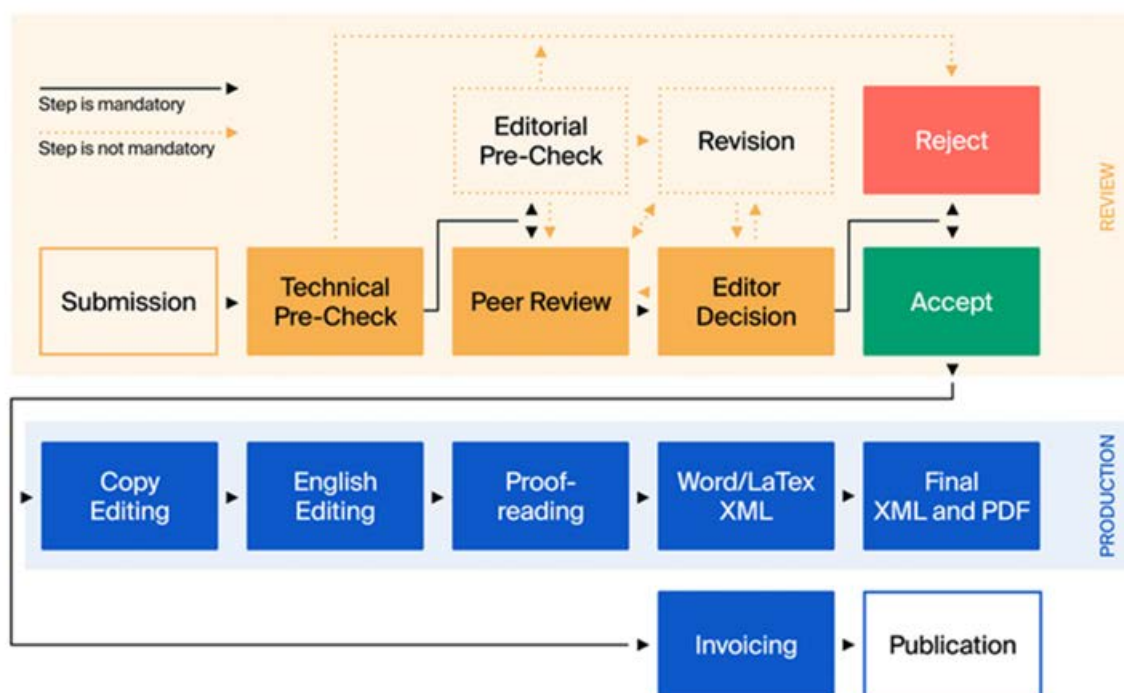 Step is mandatory
Step is not mandatory
Editorial
Pre-Check
Revision
Reject
REVIEW
Submission
Technical
Pre-Check
Peer Review
Editor
Decision
Accept
Copy
Editing
English
Editing
Proof-
reading
Word/LaTex
XML
Final
XML and PDF
PRODUCTION
Invoicing
Publication